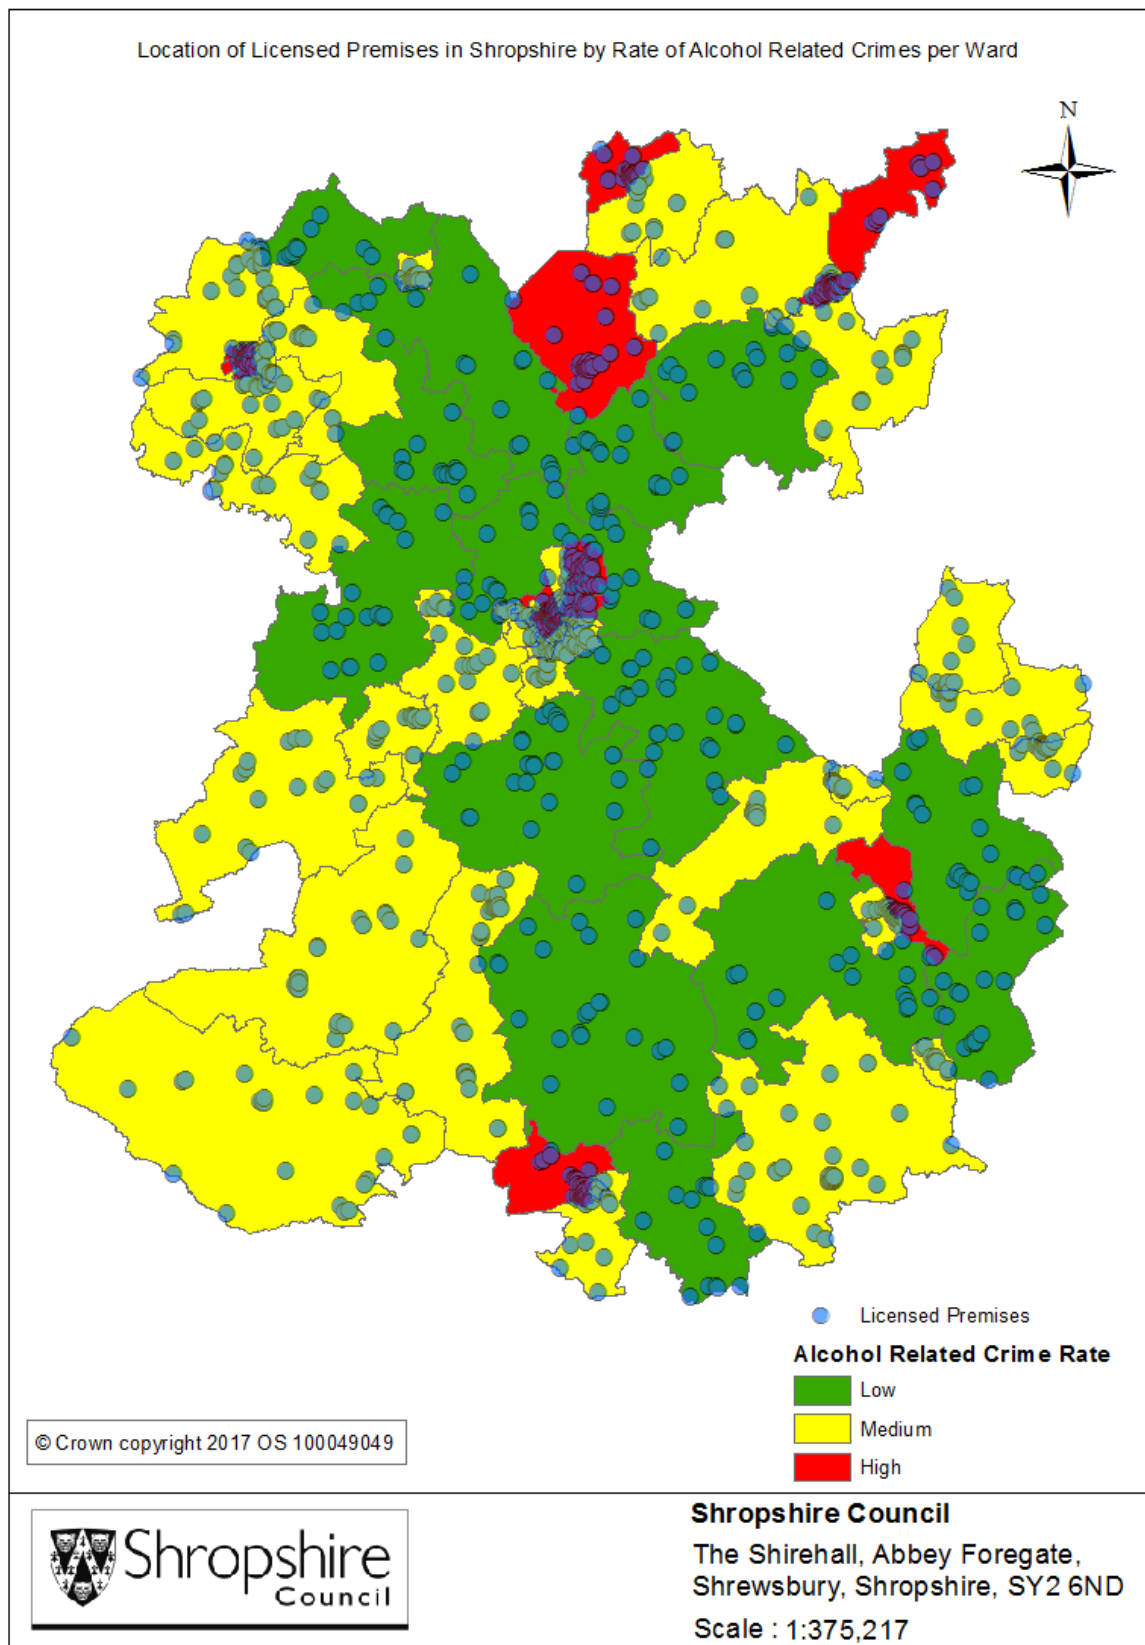 Location of Licensed Premises in Shropshire by Rate of Alcohol Related Crimes per Ward
N
Licensed Premises
Alcohol Related Crime Rate
Low
Medium
High
© Crown copyright 2017 OS 100049049
Shropshire
Council
Shropshire Council
The Shirehall, Abbey Foregate,
Shrewsbury, Shropshire, SY2 6ND
Scale : 1:375,217